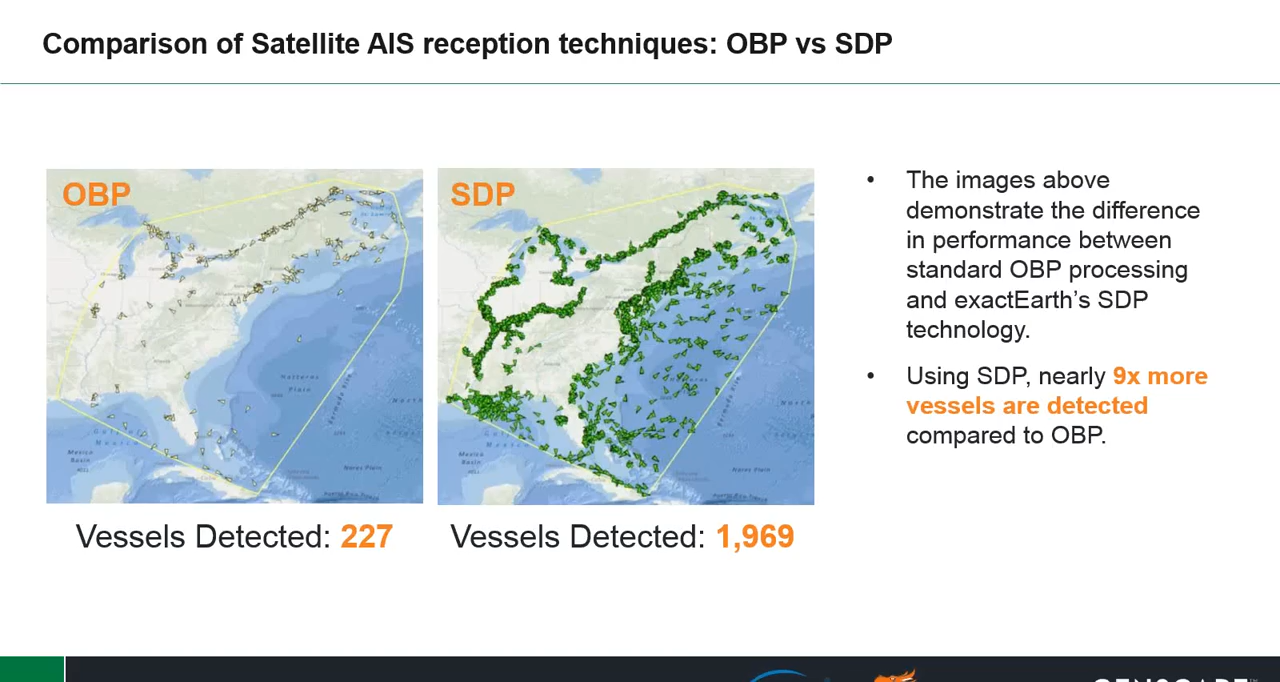 Comparison of Satellite AIS reception techniques: OBP vs SDP
OBP
SDP
Vessels Detected: 227
Vessels Detected: 1,969
• The images above
demonstrate the difference
in performance between
standard OBP processing
and exactEarth’s SDP
technology.
• Using SDP, nearly 9x more
vessels are detected
compared to OBP.